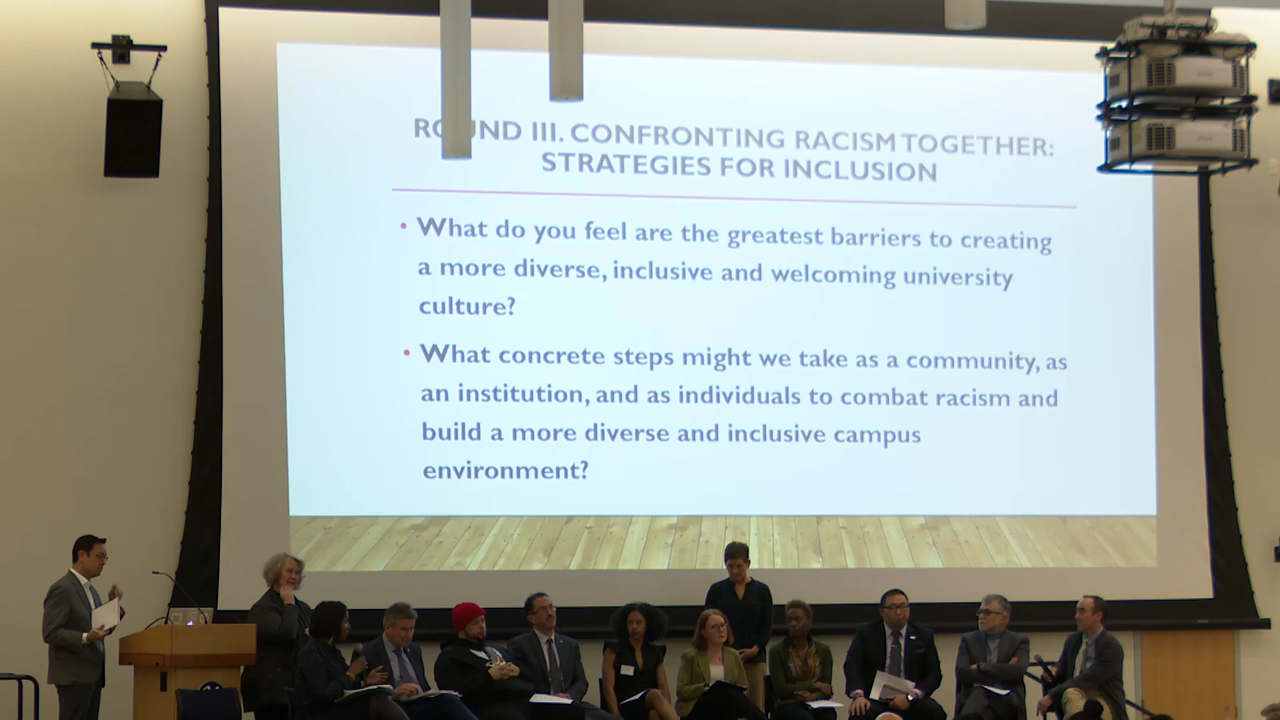 ROUND III. CONFRONTING RACISM TOGETHER:
STRATEGIES FOR INCLUSION
• What do you feel are the greatest barriers to creating
a more diverse, inclusive and welcoming university
culture?
• What concrete steps might we take as a community, as
an institution, and as individuals to combat racism and
build a more diverse and inclusive campus
environment?